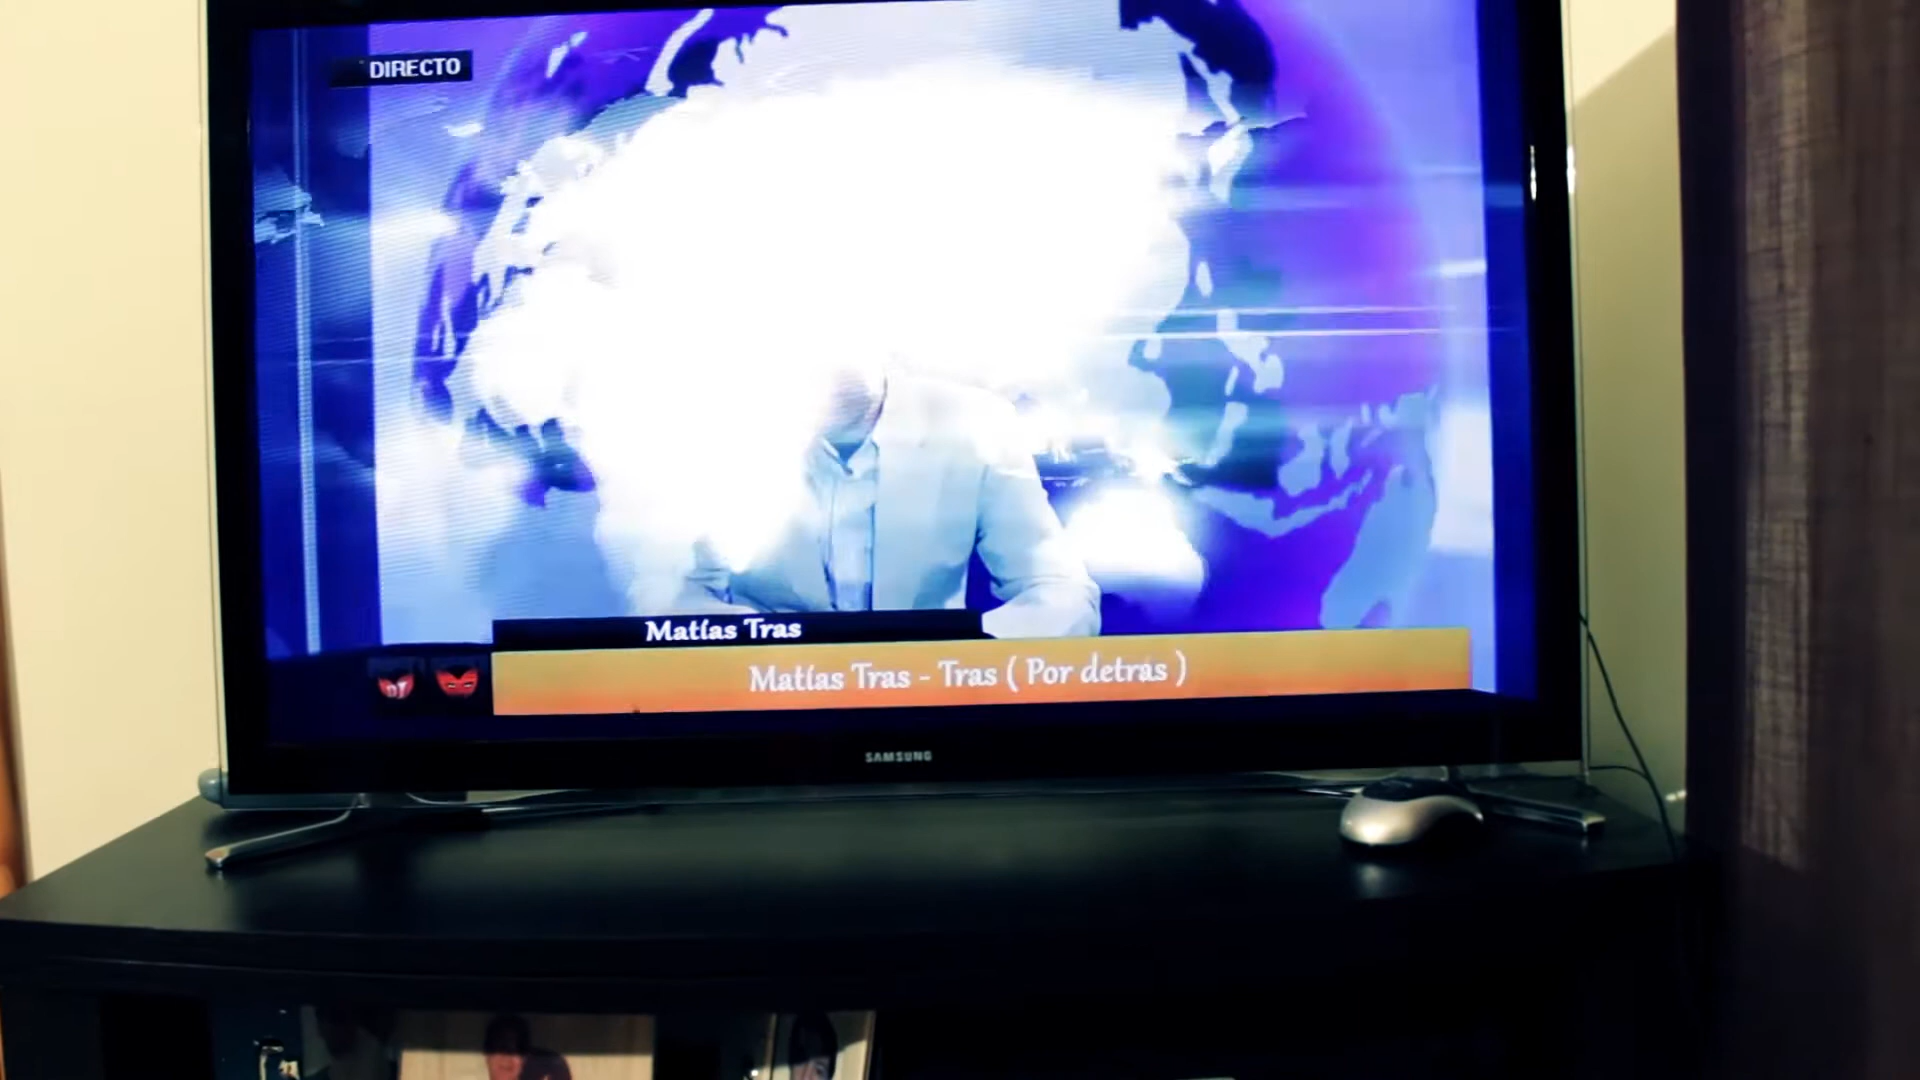 DIRECTO
Matías Tras
Matías Tras - Tras ( Por detrás )
SAMSUNG